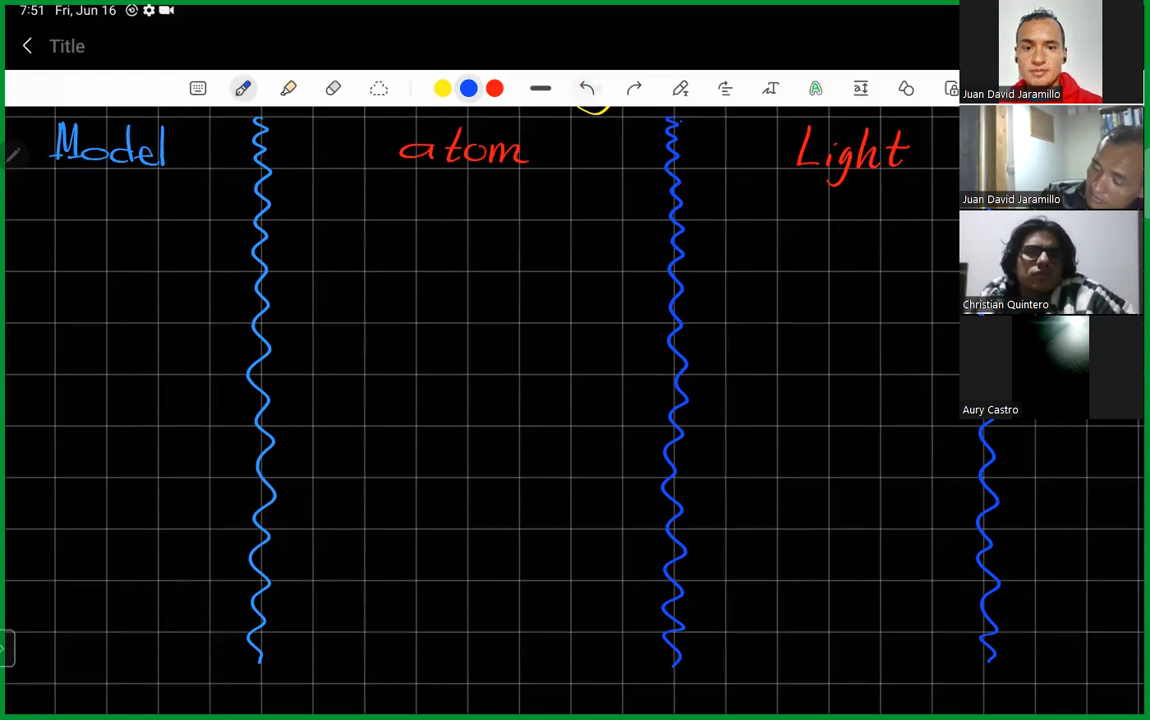 7:51 Fri, Jun 16
Title
Model atom Light
Juan David Jaramillo
Juan David Jaramillo
Christian Quintero
Aury Castro